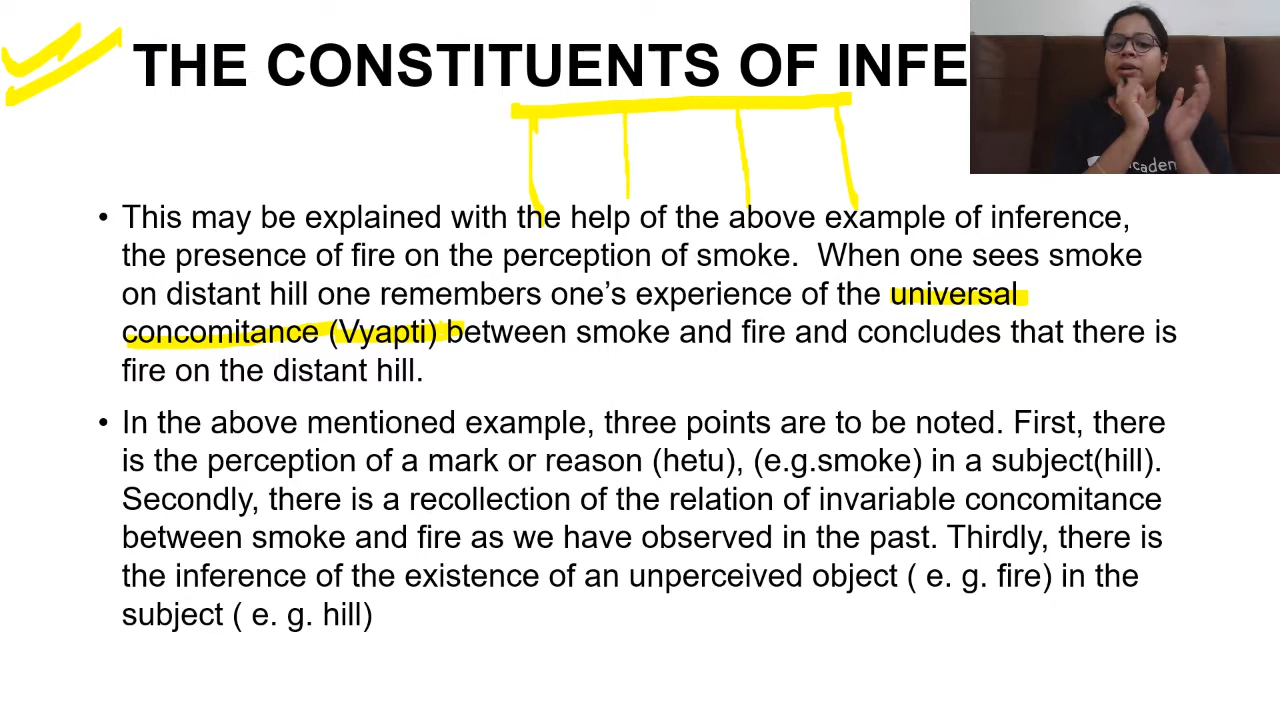 THE CONSTITUENTS OF INFE
cadem
• This may be explained with the help of the above example of inference,
the presence of fire on the perception of smoke. When one sees smoke
on distant hill one remembers one’s experience of the universal
concomitance (Vyapti) between smoke and fire and concludes that there is
fire on the distant hill.
• In the above mentioned example, three points are to be noted. First, there
is the perception of a mark or reason (hetu), (e.g.smoke) in a subject(hill).
Secondly, there is a recollection of the relation of invariable concomitance
between smoke and fire as we have observed in the past. Thirdly, there is
the inference of the existence of an unperceived object ( e. g. fire) in the
subject ( e. g. hill)